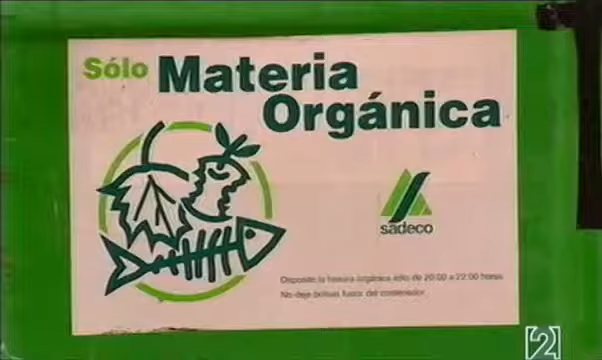 Sólo Materia
Orgánica
sadeco
Deposite la basura orgánica sólo de 20:00 a 22:00 horas
No deje bolsas fuera del contenedor.
2